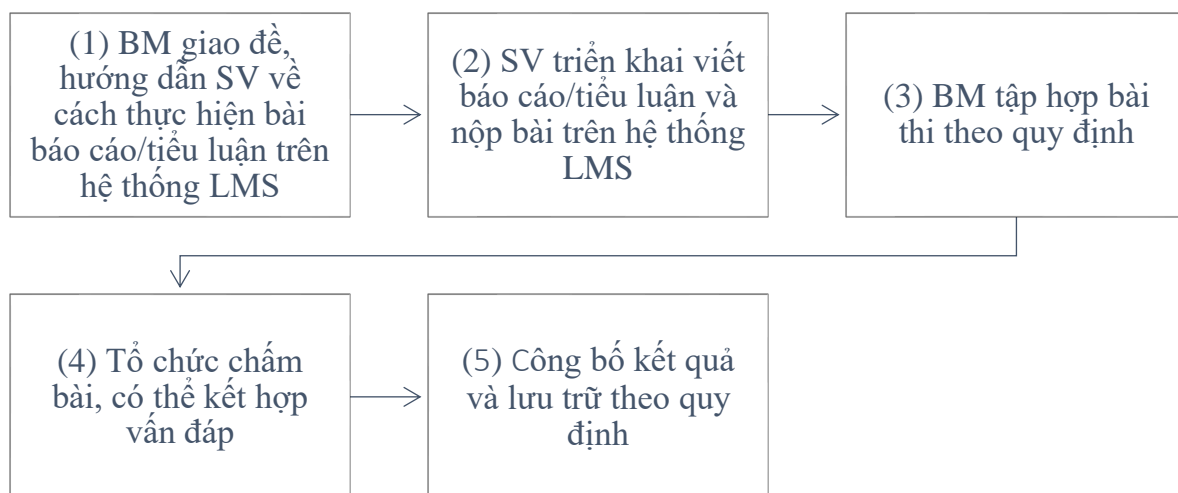 (1) BM giao đề,
hướng dẫn SV về
cách thực hiện bài
báo cáo/tiểu luận trên
hệ thống LMS
(2) SV triển khai viết
báo cáo/tiểu luận và
nộp bài trên hệ thống
LMS
(3) BM tập hợp bài
thi theo quy định
(4) Tổ chức chấm
bài, có thể kết hợp
vấn đáp
(5) Công bố kết quả
và lưu trữ theo quy
định